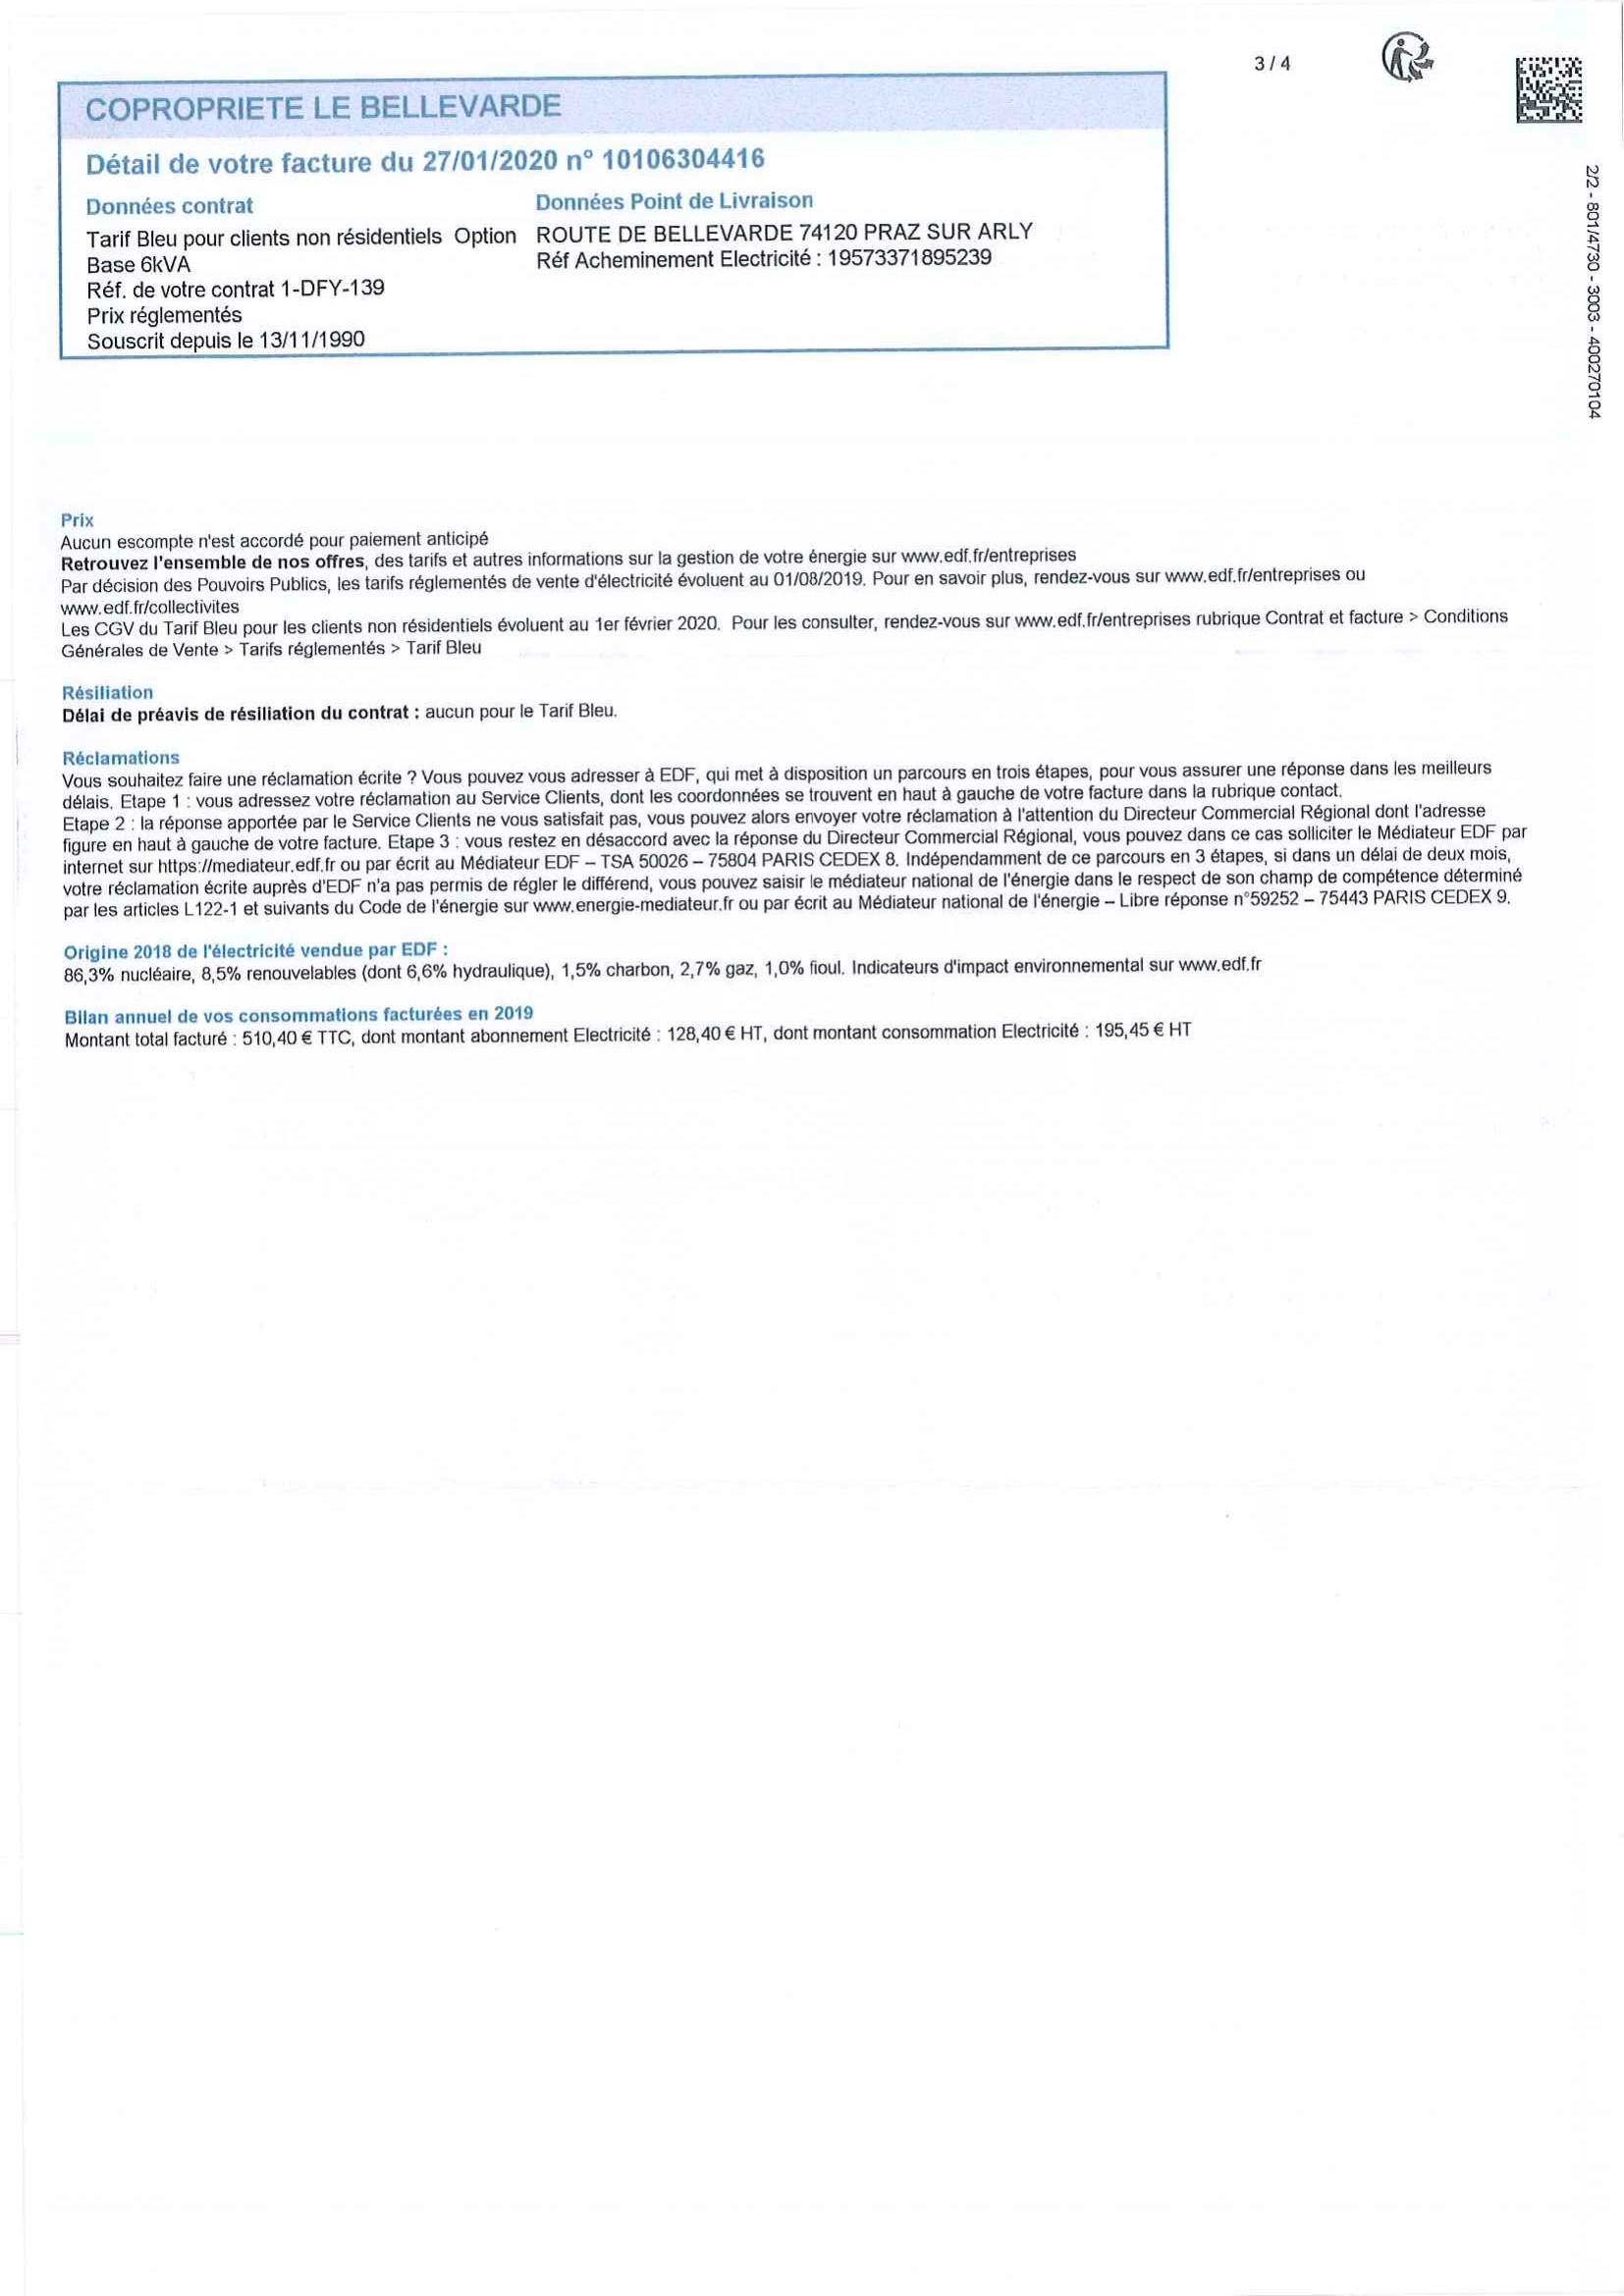 3 / 4
COPROPRIETE LE BELLEVARDE
Détail de votre facture du 27/01/2020 n° 10106304416
Données contrat
Tarif Bleu pour clients non résidentiels Option
Base 6kVA
Réf. de votre contrat 1-DFY-139
Prix réglementés
Souscrit depuis le 13/11/1990
Données Point de Livraison
ROUTE DE BELLEVARDE 74120 PRAZ SUR ARLY
Réf Acheminement Electricité : 19573371895239
2/2 - 801/4730 - 3003 - 400270104
Prix
Aucun escompte n'est accordé pour paiement anticipé
Retrouvez l'ensemble de nos offres, des tarifs et autres informations sur la gestion de votre énergie sur www.edf.fr/entreprises
Par décision des Pouvoirs Publics, les tarifs réglementés de vente d'électricité évoluent au 01/08/2019. Pour en savoir plus, rendez-vous sur www.edf.fr/entreprises ou
www.edf.fr/collectivites
Les CGV du Tarif Bleu pour les clients non résidentiels évoluent au 1er février 2020. Pour les consulter, rendez-vous sur www.edf.fr/entreprises rubrique Contrat et facture > Conditions
Générales de Vente > Tarifs réglementés > Tarif Bleu
Résiliation
Délai de préavis de résiliation du contrat : aucun pour le Tarif Bleu.
Réclamations
Vous souhaitez faire une réclamation écrite ? Vous pouvez vous adresser à EDF, qui met à disposition un parcours en trois étapes, pour vous assurer une réponse dans les meilleurs
délais. Etape 1 : vous adressez votre réclamation au Service Clients, dont les coordonnées se trouvent en haut à gauche de votre facture dans la rubrique contact.
Etape 2 : la réponse apportée par le Service Clients ne vous satisfait pas, vous pouvez alors envoyer votre réclamation à l'attention du Directeur Commercial Régional dont l'adresse
figure en haut à gauche de votre facture. Etape 3 : vous restez en désaccord avec la réponse du Directeur Commercial Régional, vous pouvez dans ce cas solliciter le Médiateur EDF par
internet sur https://mediateur.edf.fr ou par écrit au Médiateur EDF – TSA 50026 – 75804 PARIS CEDEX 8. Indépendamment de ce parcours en 3 étapes, si dans un délai de deux mois,
votre réclamation écrite auprès d'EDF n'a pas permis de régler le différend, vous pouvez saisir le médiateur national de l'énergie dans le respect de son champ de compétence déterminé
par les articles L122-1 et suivants du Code de l'énergie sur www.energie-mediateur.fr ou par écrit au Médiateur national de l'énergie – Libre réponse n°59252 – 75443 PARIS CEDEX 9.
Origine 2018 de l'électricité vendue par EDF :
86,3% nucléaire, 8,5% renouvelables (dont 6,6% hydraulique), 1,5% charbon, 2,7% gaz, 1,0% fioul. Indicateurs d'impact environnemental sur www.edf.fr
Bilan annuel de vos consommations facturées en 2019
Montant total facturé : 510,40 € TTC, dont montant abonnement Electricité : 128,40 € HT, dont montant consommation Electricité : 195,45 € HT